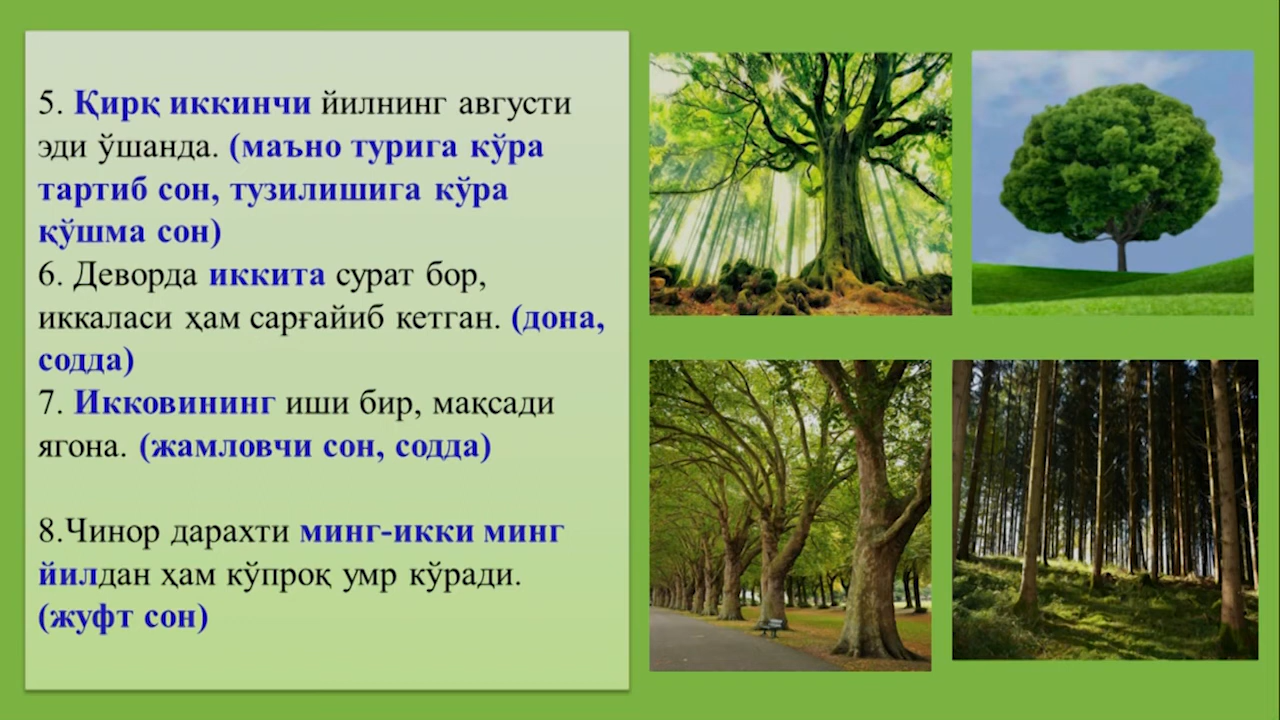 5. Қирқ иккинчи йилнинг августи
эди ўшанда. (маъно турига кўра
тартиб сон, тузилишига кўра
қўшма сон)
6. Деворда иккита сурат бор,
иккаласи ҳам сарғайиб кетган. (дона,
содда)
7. Икковининг иши бир, мақсади
ягона. (жамловчи сон, содда)
8.Чинор дарахти минг-икки минг
йилдан ҳам кўпроқ умр кўради.
(жуфт сон)